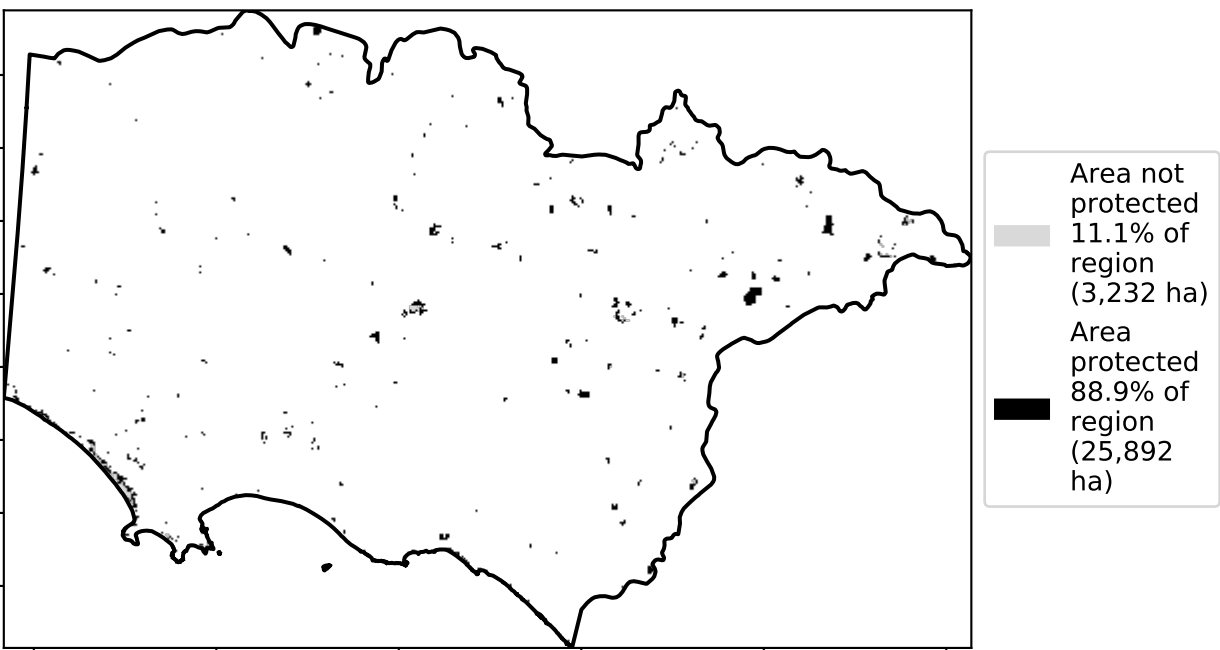 Area not
protected
11.1% of
region
(3,232 ha)
Area
protected
88.9% of
region
(25,892
ha)